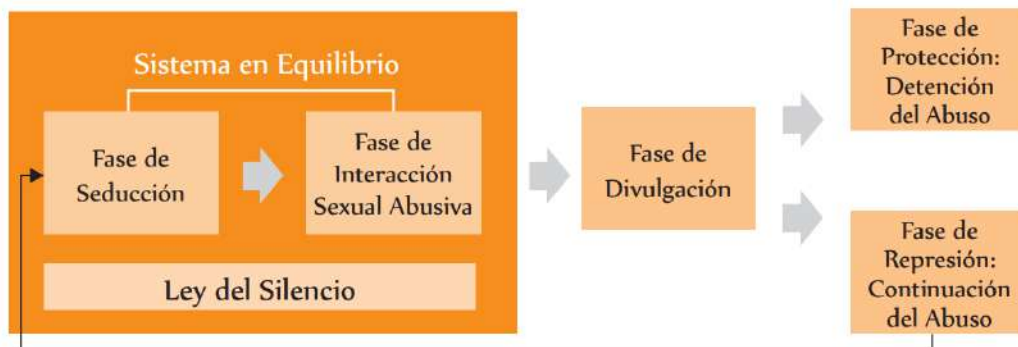 Sistema en Equilibrio
Fase de
Seducción
Fase de
Interacción
Sexual Abusiva
Ley del Silencio
Fase de
Divulgación
Fase de
Protección:
Detención
del Abuso
Fase de
Represión:
Continuación
del Abuso